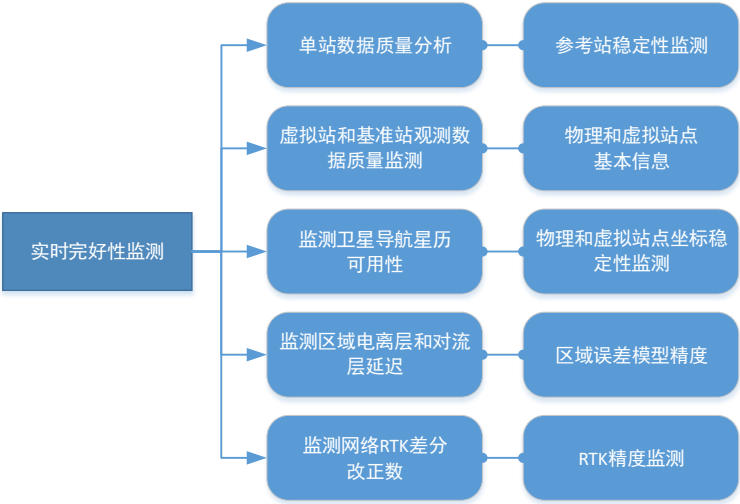 单站数据质量分析
参考站稳定性监测
虚拟站和基准站观测数
据质量监测
物理和虚拟站点
基本信息
实时完好性监测
监测卫星导航星历
可用性
物理和虚拟站点坐标稳
定性监测
监测区域电离层和对流
层延迟
区域误差模型精度
监测网络RTK差分
改正数
RTK精度监测